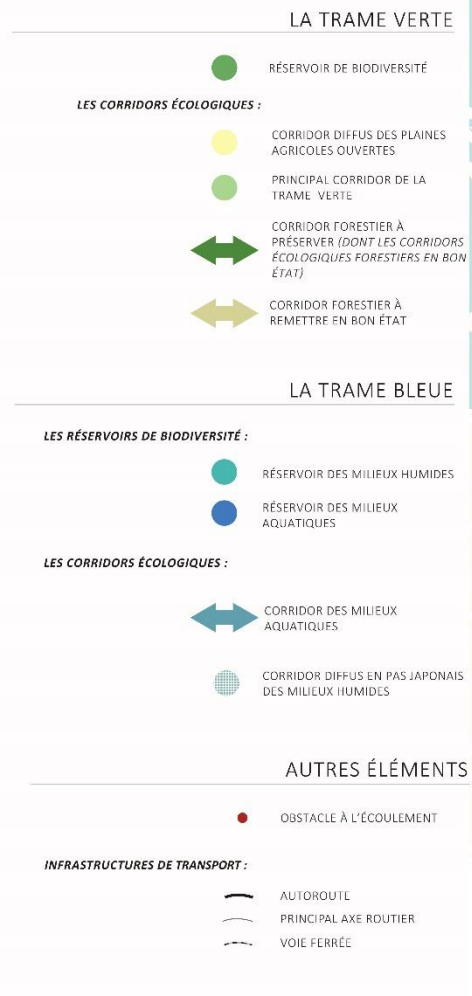 LA TRAME VERTE
RÉSERVOIR DE BIODIVERSITÉ
LES CORRIDORS ÉCOLOGIQUES :
CORRIDOR DIFFUS DES PLAINES
AGRICOLES OUVERTES
PRINCIPAL CORRIDOR DE LA
TRAME VERTE
CORRIDOR FORESTIER À
PRÉSERVER (DONT LES CORRIDORS
ÉCOLOGIQUES FORESTIERS EN BON
ÉTAT)
CORRIDOR FORESTIER À
REMETTRE EN BON ÉTAT
LA TRAME BLEUE
LES RÉSERVOIRS DE BIODIVERSITÉ :
RÉSERVOIR DES MILIEUX HUMIDES
RÉSERVOIR DES MILIEUX
AQUATIQUES
LES CORRIDORS ÉCOLOGIQUES :
CORRIDOR DES MILIEUX
AQUATIQUES
CORRIDOR DIFFUS EN PAS JAPONAIS
DES MILIEUX HUMIDES
AUTRES ÉLÉMENTS
OBSTACLE À L'ÉCOULEMENT
INFRASTRUCTURES DE TRANSPORT :
AUTOROUTE
PRINCIPAL AXE ROUTIER
VOIE FERRÉE